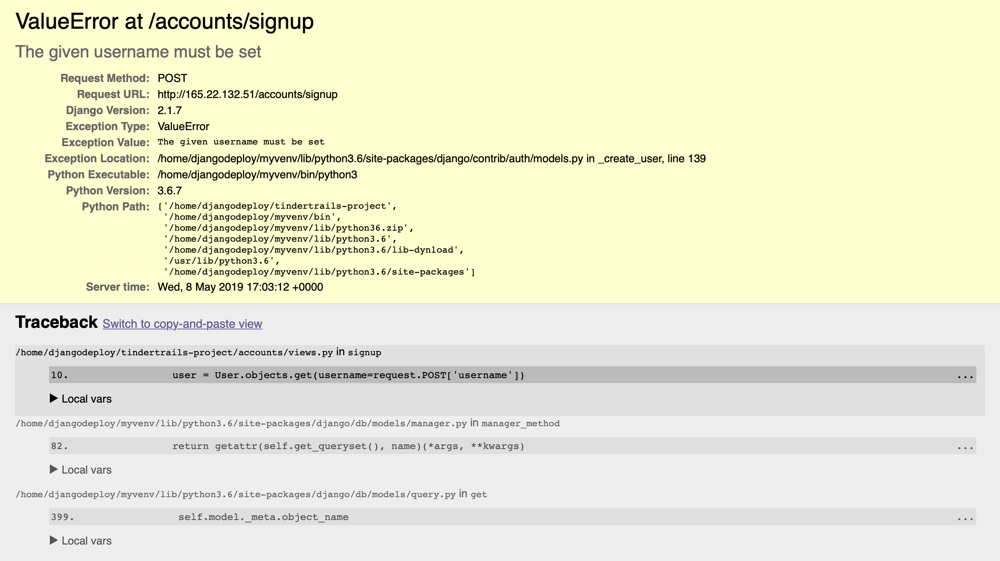 ValueError at /accounts/signup
The given username must be set
Request Method: POST
Request URL: http://165.22.132.51/accounts/signup
Django Version: 2.1.7
Exception Type: ValueError
Exception Value: The given username must be set
Exception Location: /home/djangodeploy/myvenv/lib/python3.6/site-packages/django/contrib/auth/models.py in _create_user, line 139
Python Executable: /home/djangodeploy/myvenv/bin/python3
Python Version: 3.6.7
Python Path: ['/home/djangodeploy/tindertrails-project',
'/home/djangodeploy/myvenv/bin',
'/home/djangodeploy/myvenv/lib/python36.zip',
'/home/djangodeploy/myvenv/lib/python3.6',
'/home/djangodeploy/myvenv/lib/python3.6/lib-dynload',
'/usr/lib/python3.6',
'/home/djangodeploy/myvenv/lib/python3.6/site-packages']
Server time: Wed, 8 May 2019 17:03:12 +0000
Traceback Switch to copy-and-paste view
/home/djangodeploy/tindertrails-project/accounts/views.py in signup
10. user = User.objects.get(username=request.POST['username']) ...
▶ Local vars
/home/djangodeploy/myvenv/lib/python3.6/site-packages/django/db/models/manager.py in manager_method
82. return getattr(self.get_queryset(), name)(*args, **kwargs) ...
▶ Local vars
/home/djangodeploy/myvenv/lib/python3.6/site-packages/django/db/models/query.py in get
399. self.model._meta.object_name ...
▶ Local vars